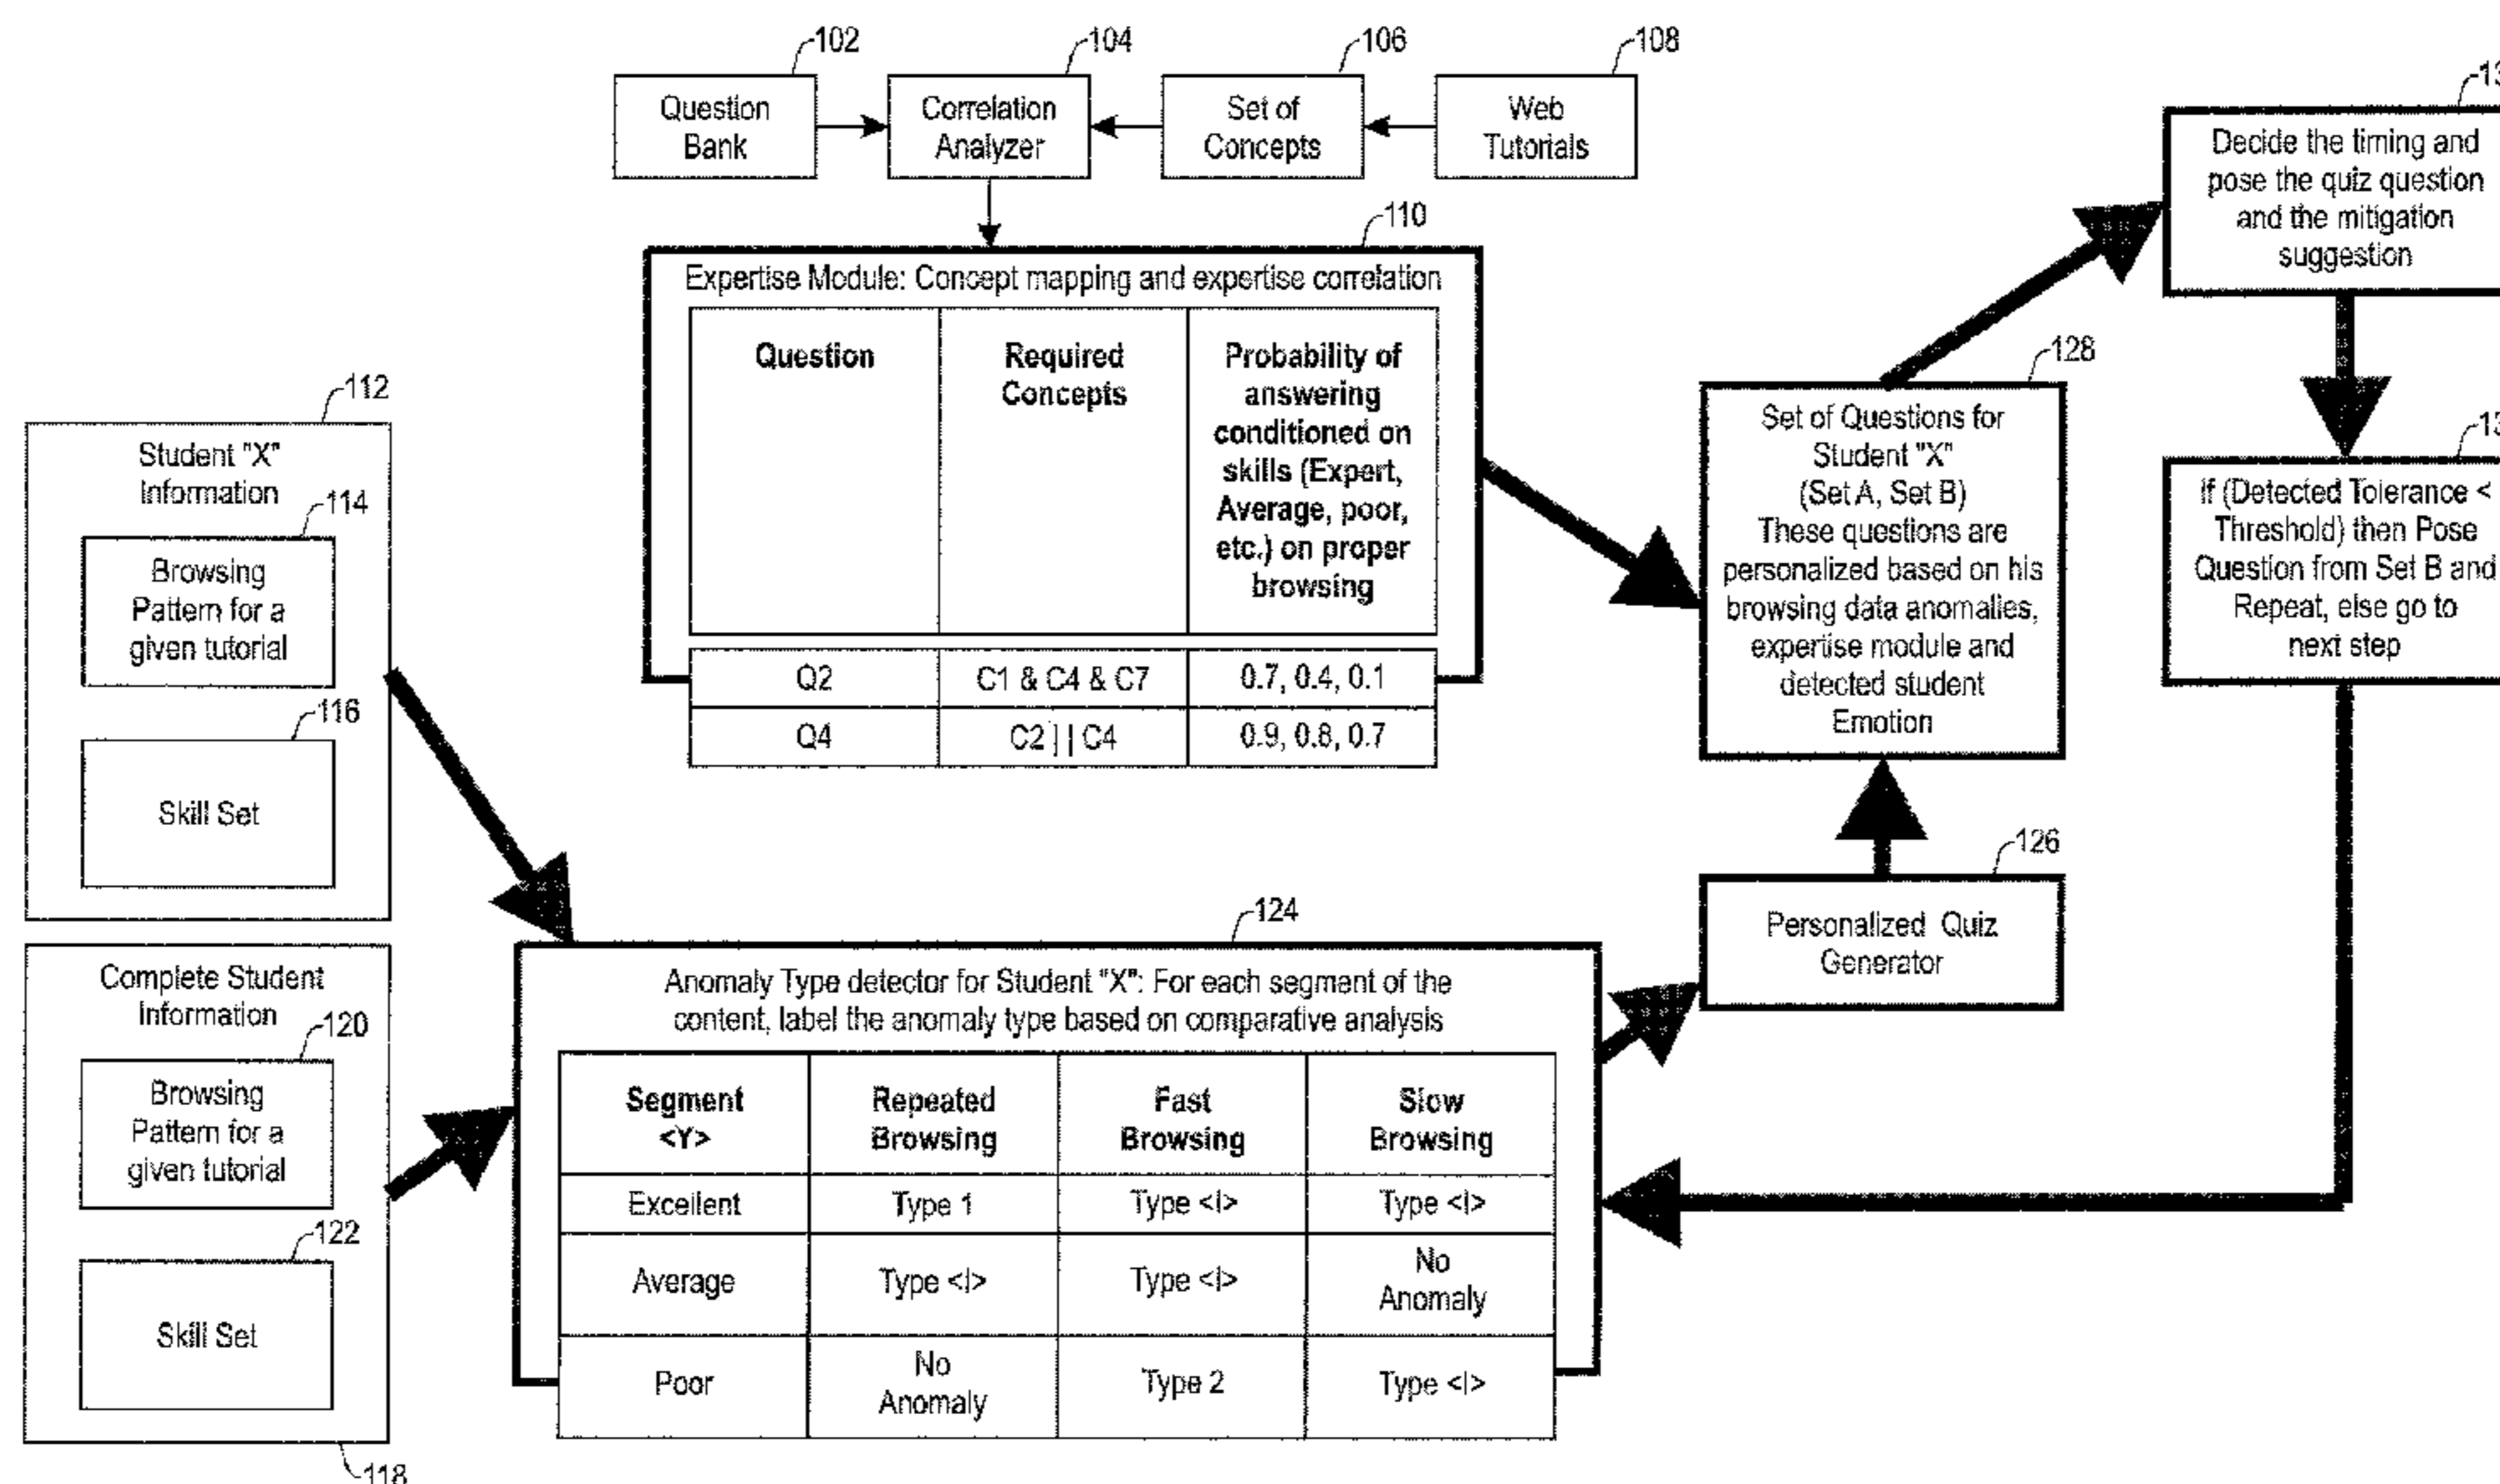 102
104
106
108
Question
Bank
Correlation
Analyzer
Set of
Concepts
Web
Tutorials
110
Expertise Module: Concept mapping and expertise correlation
Question
Required
Concepts
Probability of
answering
conditioned on
skills (Expert,
Average, poor,
etc.) on proper
browsing
Q2
C1 & C4 & C7
0.7, 0.4, 0.1
Q4
C2 ] | C4
0.9, 0.8, 0.7
112
Student "X"
Information
114
Browsing
Pattern for a
given tutorial
116
Skill Set
Complete Student
Information
120
Browsing
Pattern for a
given tutorial
122
Skill Set
118
124
Anomaly Type detector for Student "X": For each segment of the
content, label the anomaly type based on comparative analysis
Segment
<Y>
Repeated
Browsing
Fast
Browsing
Slow
Browsing
Excellent
Type 1
Type <I>
Type <I>
Average
Type <I>
Type <I>
No
Anomaly
Poor
No
Anomaly
Type 2
Type <I>
126
Personalized Quiz
Generator
128
Set of Questions for
Student "X"
(Set A, Set B)
These questions are
personalized based on his
browsing data anomalies,
expertise module and
detected student
Emotion
Decide the timing and
pose the quiz question
and the mitigation
suggestion
If (Detected Tolerance <
Threshold) then Pose
Question from Set B and
Repeat, else go to
next step